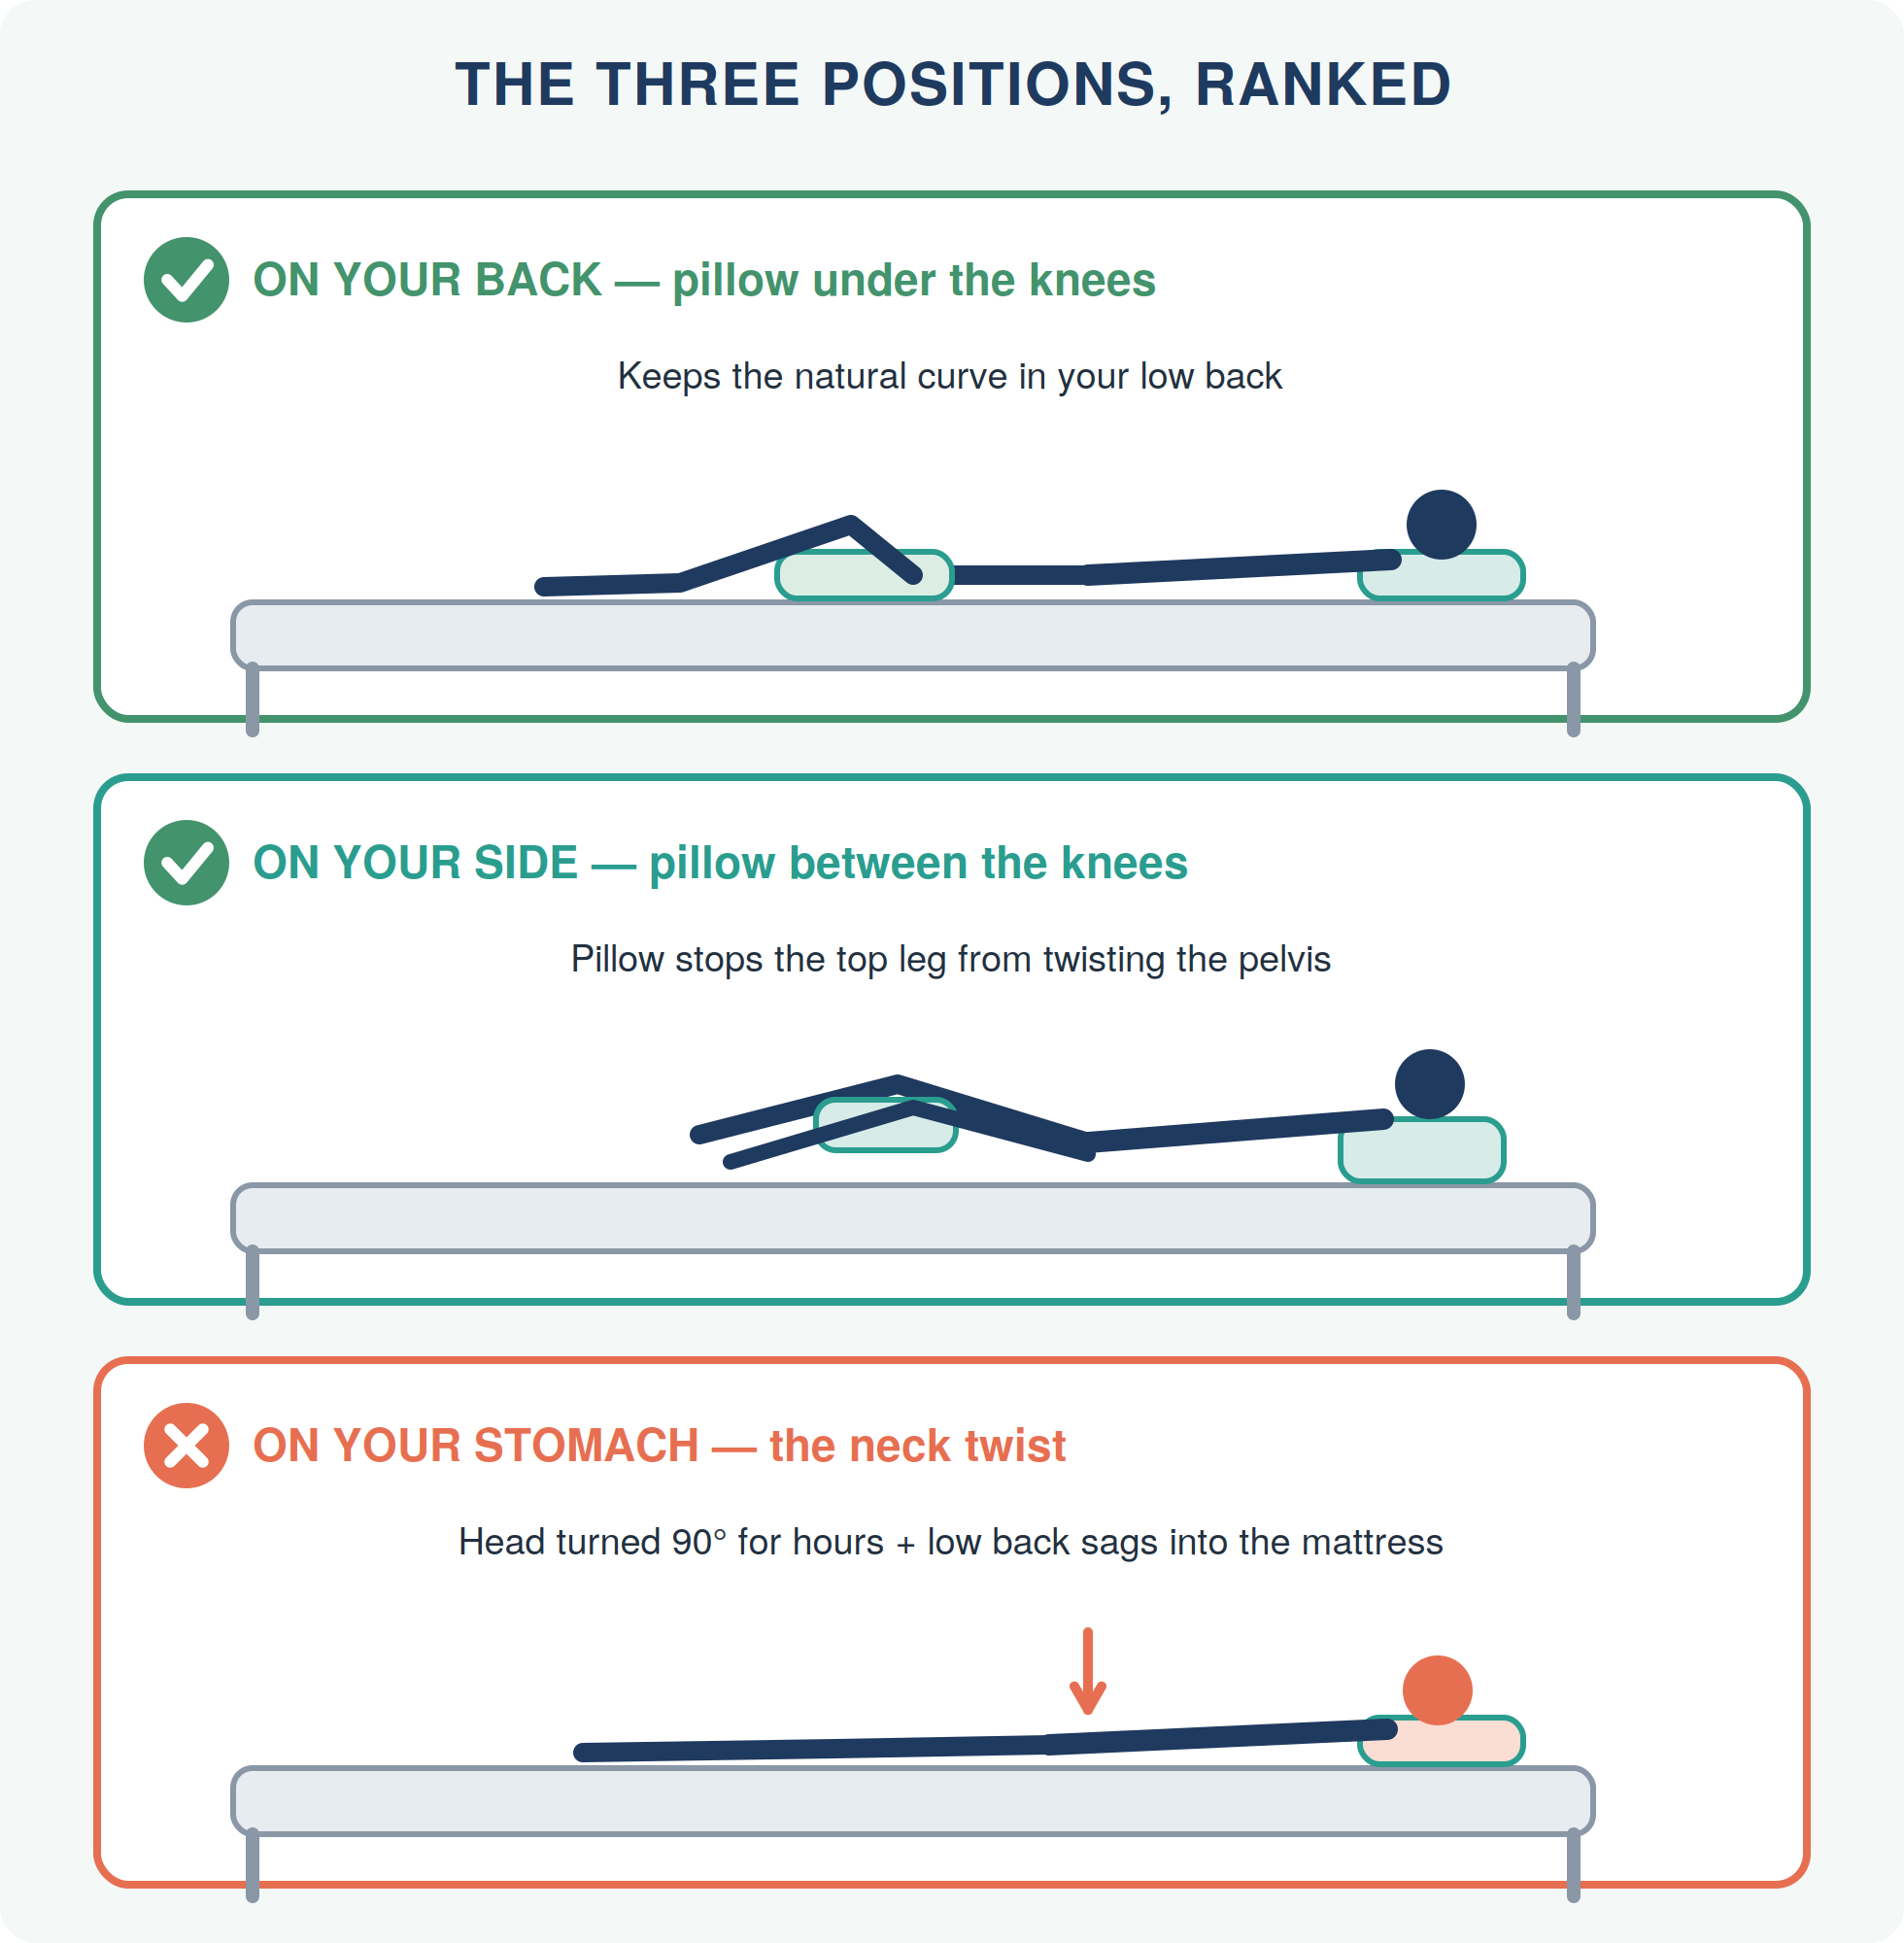 THE THREE POSITIONS, RANKED
ON YOUR BACK — pillow under the knees
Keeps the natural curve in your low back
ON YOUR SIDE — pillow between the knees
Pillow stops the top leg from twisting the pelvis
ON YOUR STOMACH — the neck twist
Head turned 90° for hours + low back sags into the mattress